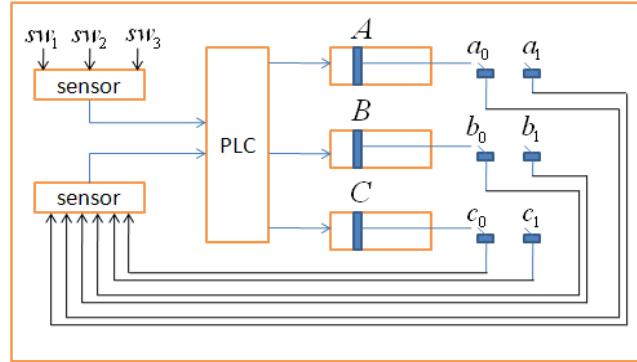 sw₁ sw₂ sw₃
sensor
sensor
PLC
A
a₀ a₁
B
b₀ b₁
C
c₀ c₁